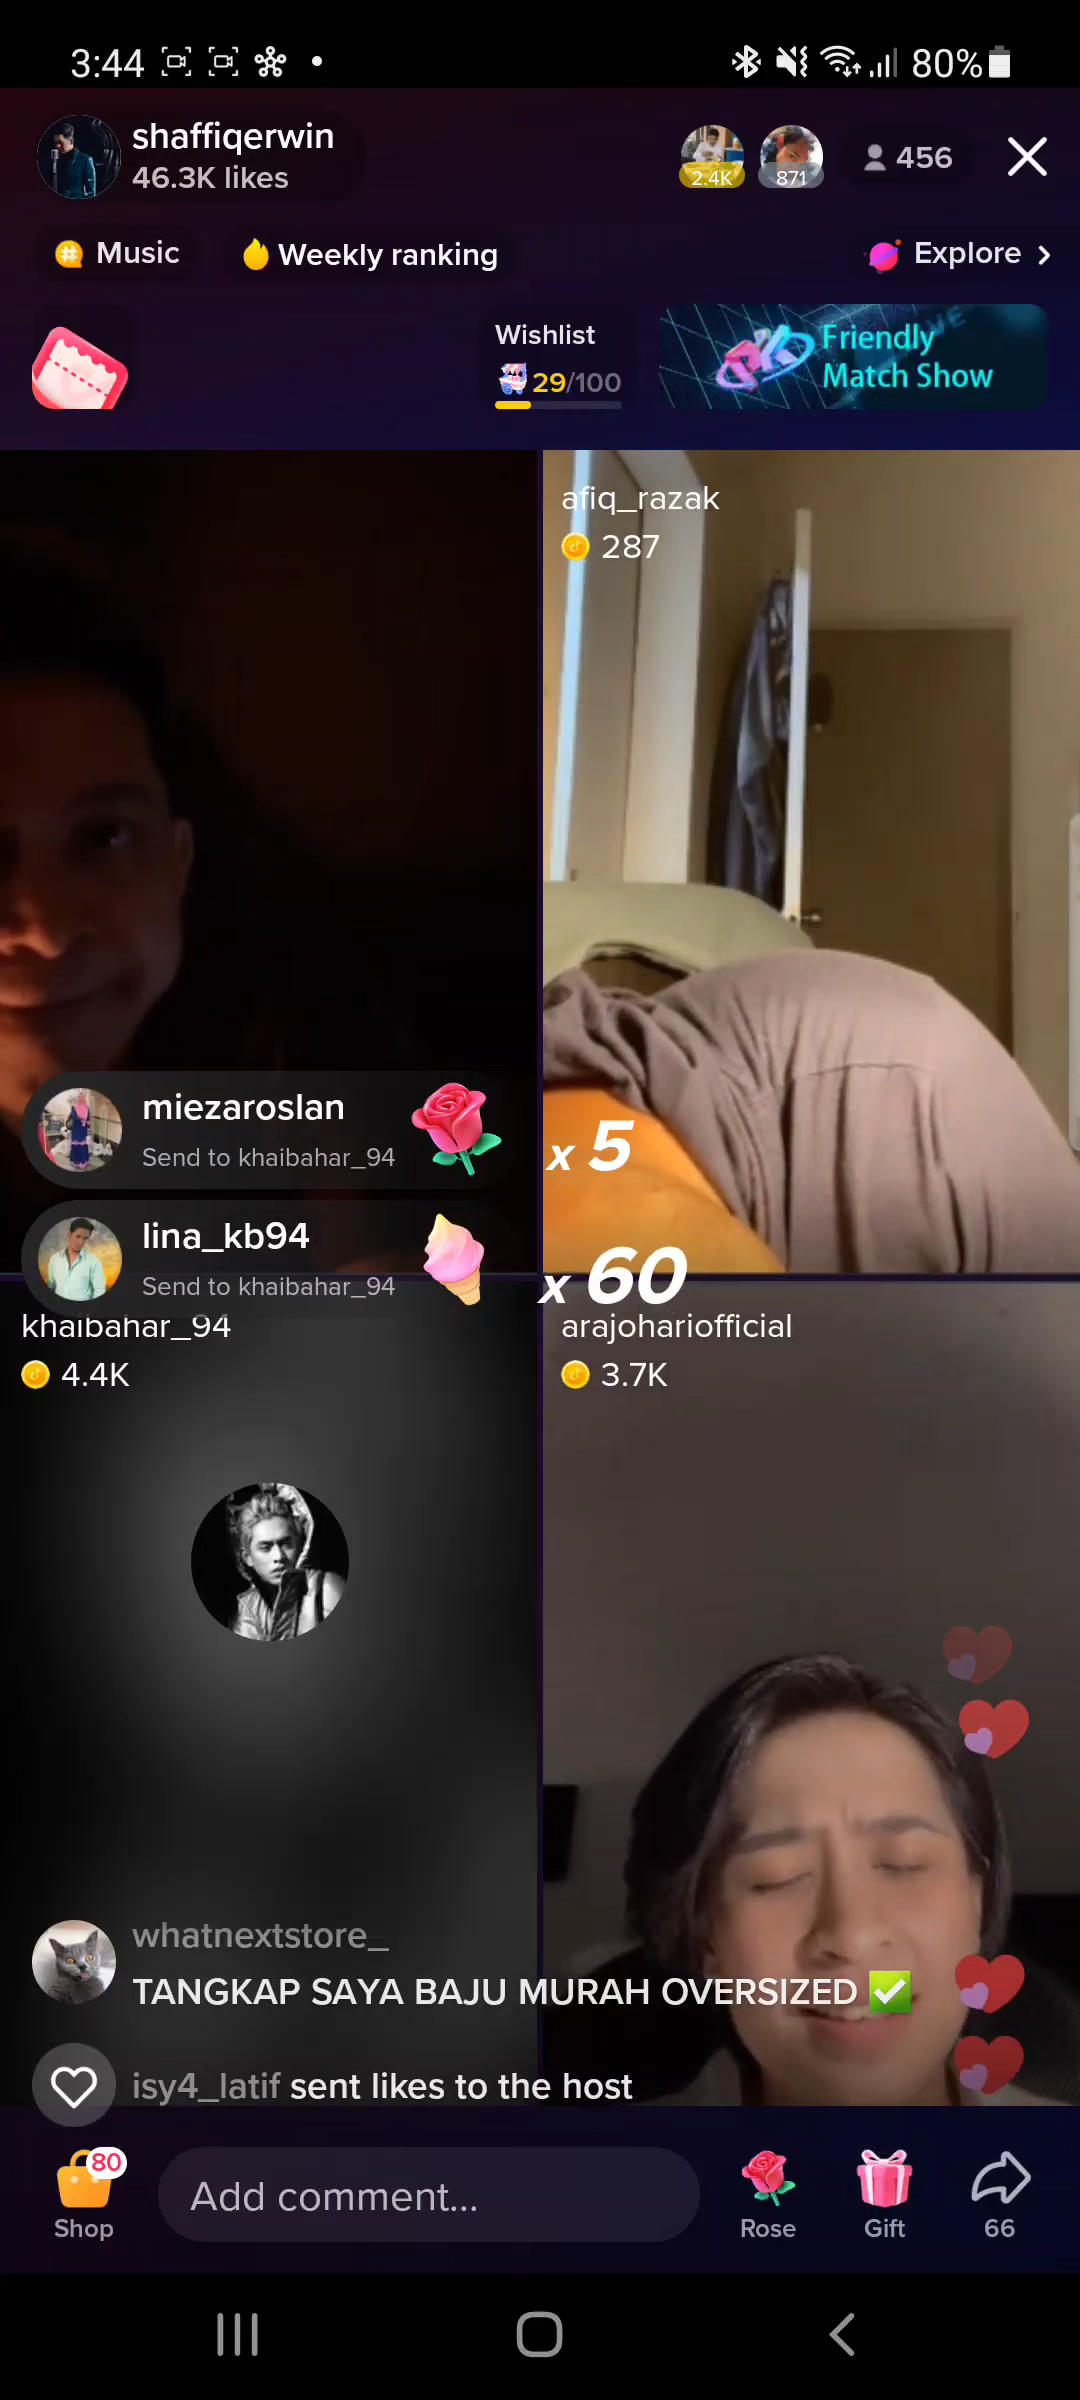 3:44
80%
shaffiqerwin
46.3K likes
2.4K
871
456
Music
Weekly ranking
Explore
Wishlist
29/100
Friendly
Match Show
afiq_razak
287
miezaroslan
Send to khaibahar_94
x 5
lina_kb94
Send to khaibahar_94
x 60
khaibahar_94
4.4K
arajohariofficial
3.7K
whatnextstore_
TANGKAP SAYA BAJU MURAH OVERSIZED ✅
isy4_latif sent likes to the host
80
Shop
Add comment...
Rose
Gift
66